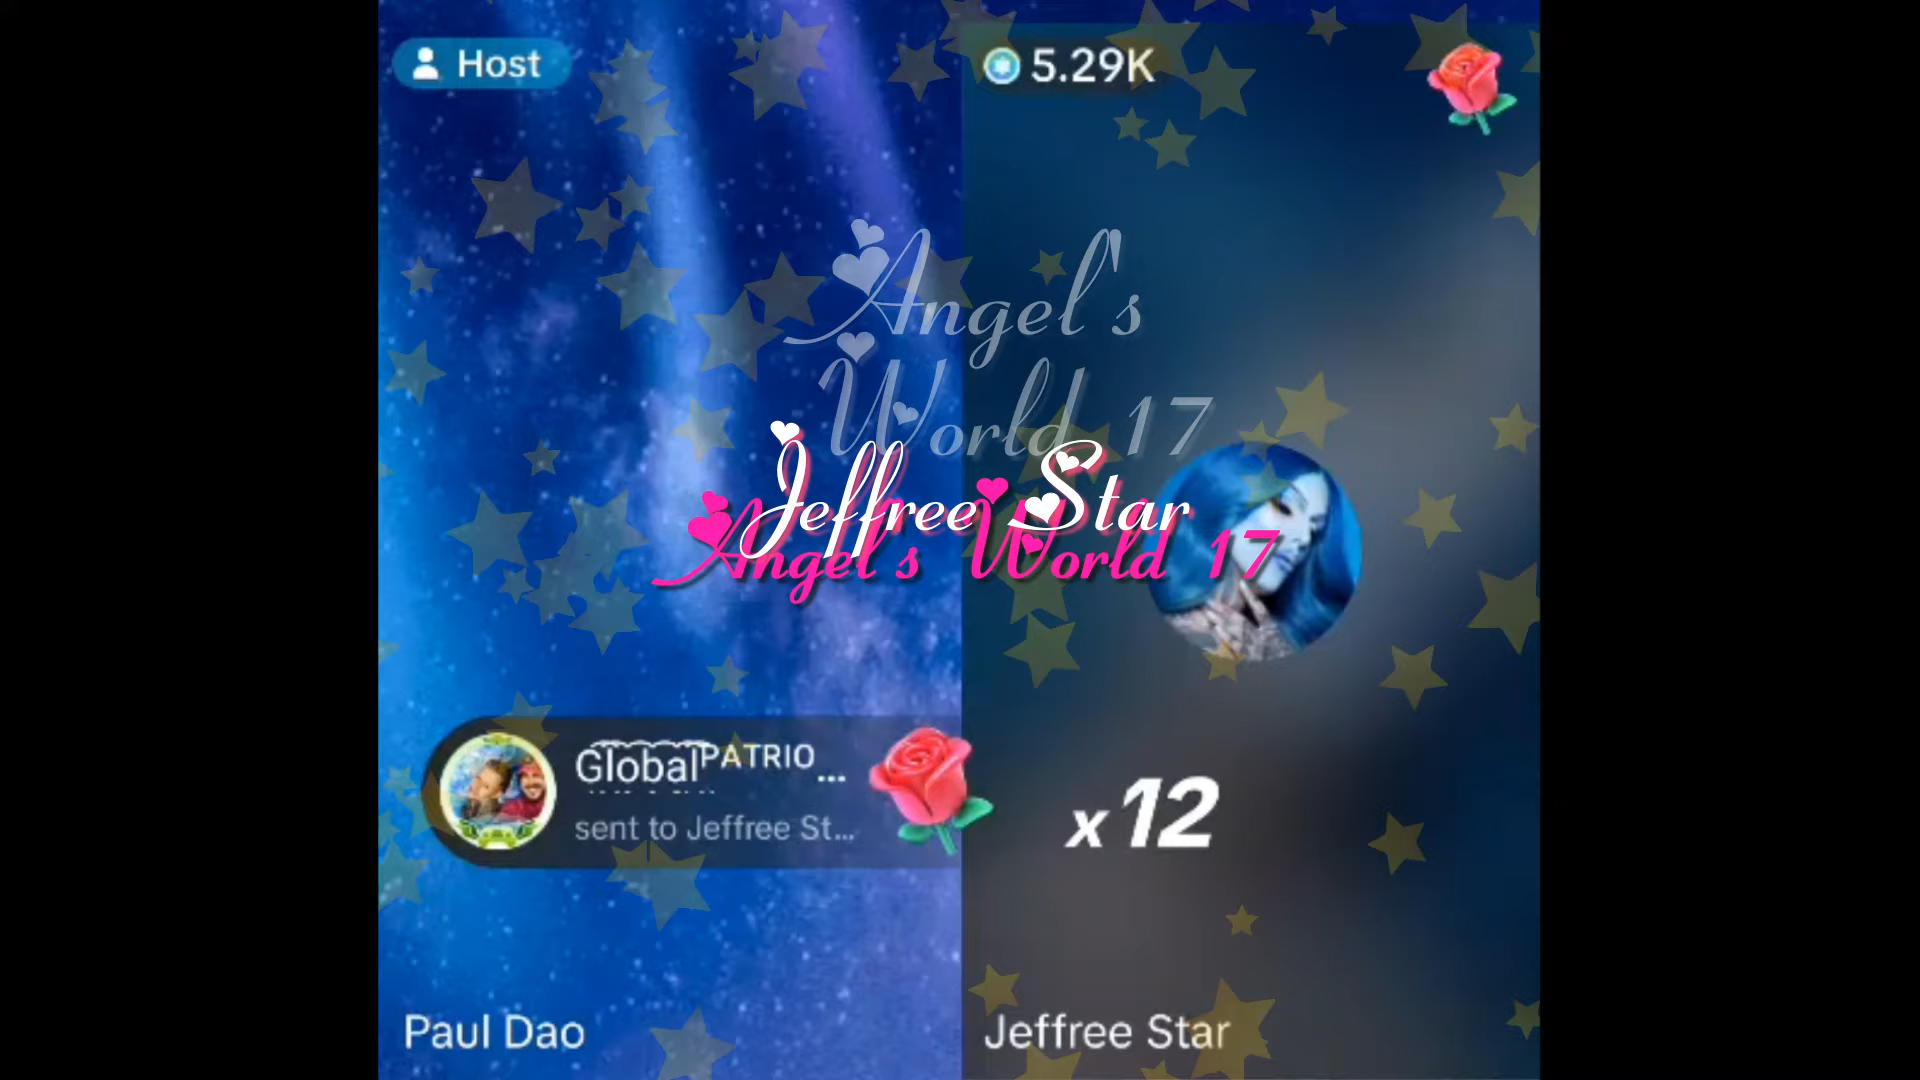 Host
5.29K
Angel's
World 17
Jeffree Star
Angel's World 17
GlobalPATRIO...
sent to Jeffree St...
x12
Paul Dao
Jeffree Star